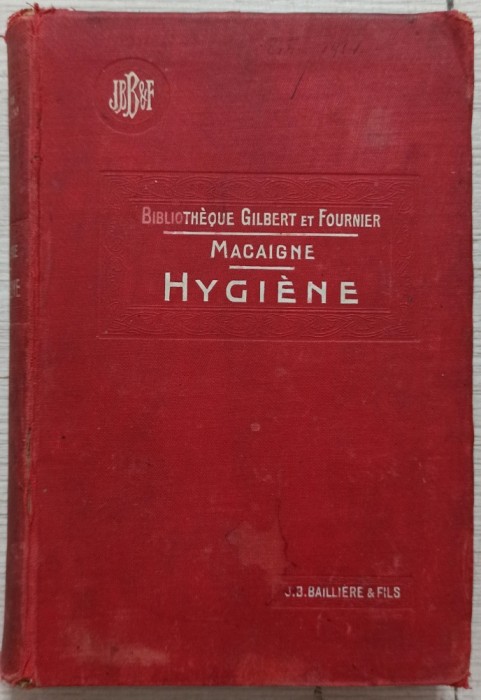 JBB&F
BIBLIOTHÈQUE GILBERT ET FOURNIER
MACAIGNE
HYGIÈNE
J.B.BAILLIÈRE & FILS